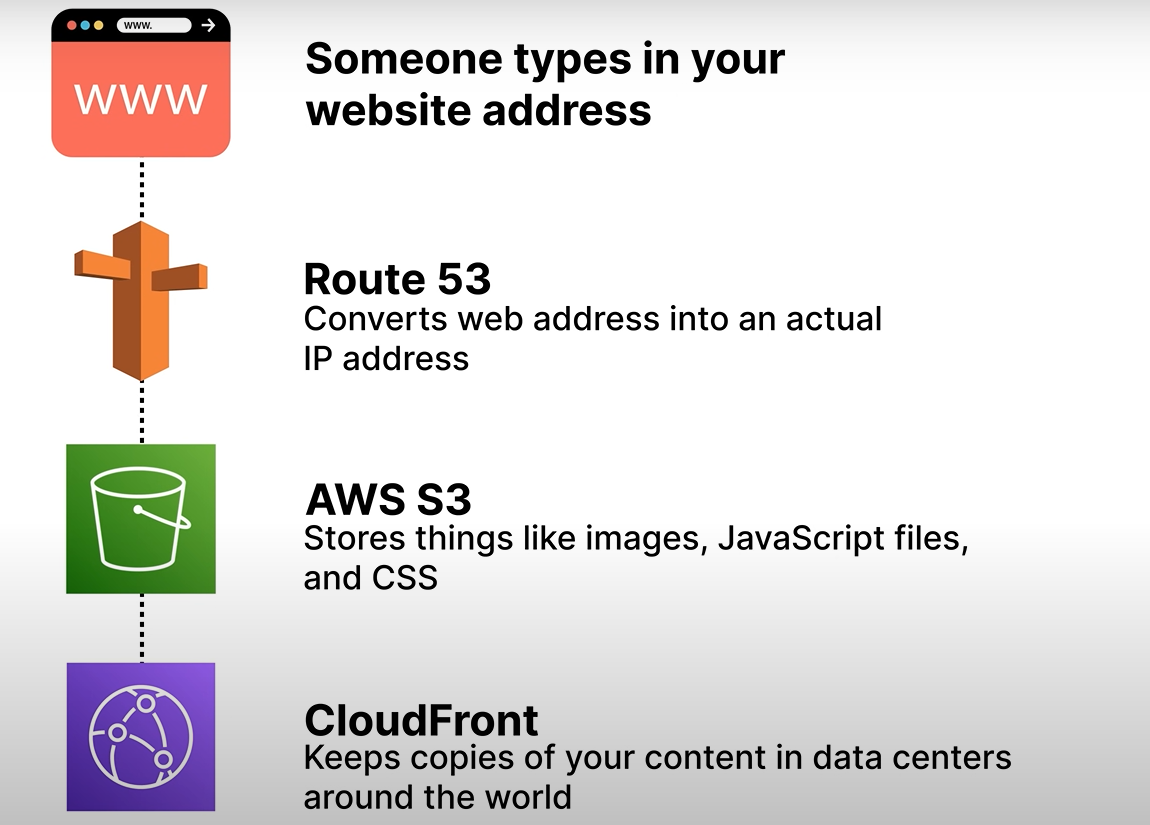 www.
WWW
Someone types in your
website address
Route 53
Converts web address into an actual
IP address
AWS S3
Stores things like images, JavaScript files,
and CSS
CloudFront
Keeps copies of your content in data centers
around the world